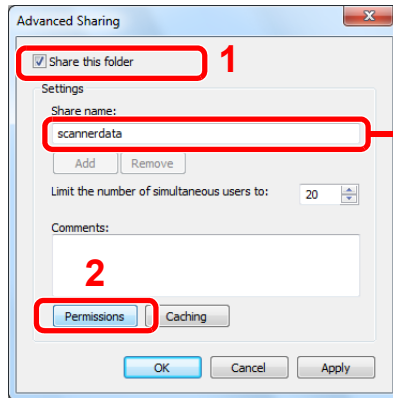 Advanced Sharing
x
Share this folder 1
Settings
Share name:
scannerdata
Add Remove
Limit the number of simultaneous users to: 20
Comments:
2
Permissions Caching
OK Cancel Apply